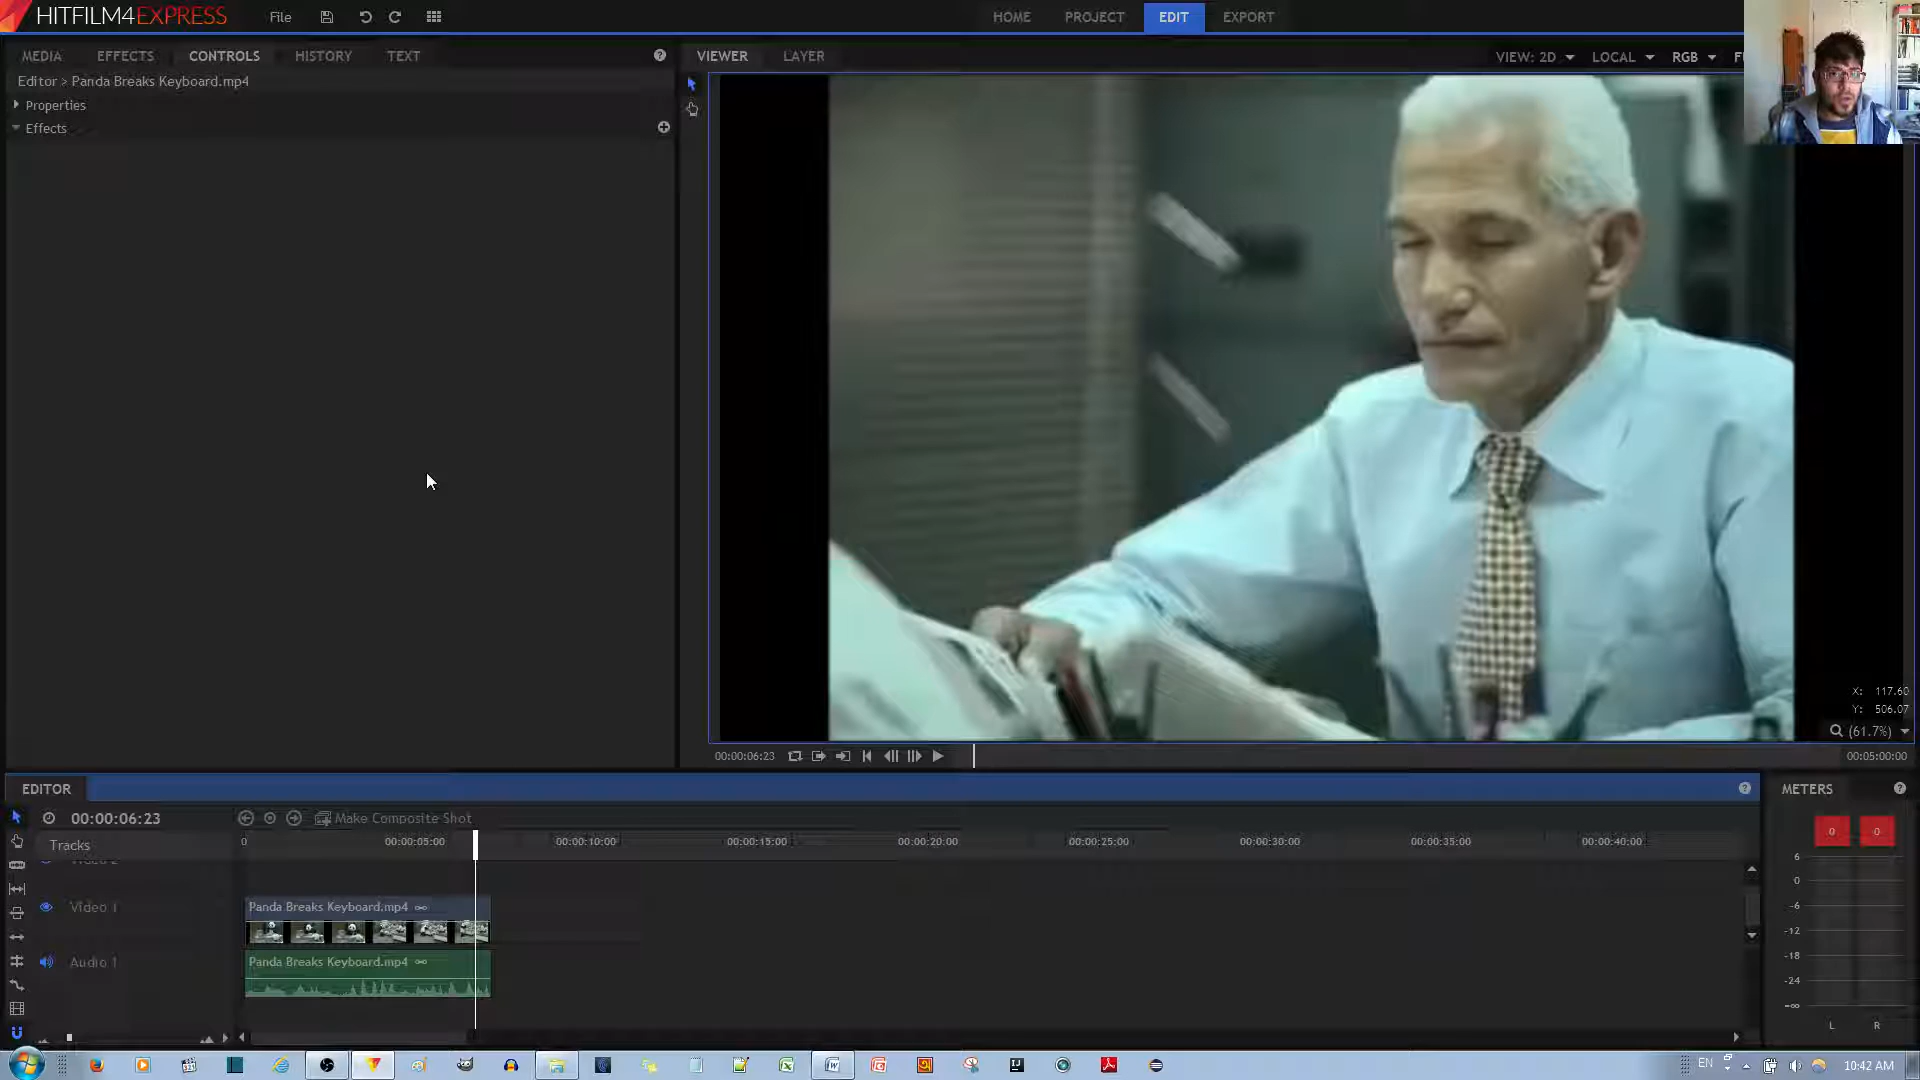 HITFILM4EXPRESS File HOME PROJECT EDIT EXPORT
MEDIA EFFECTS CONTROLS HISTORY TEXT
Editor > Panda Breaks Keyboard.mp4
Properties
Effects
VIEWER LAYER VIEW: 2D LOCAL RGB
X: 117.60
Y: 506.07
(61.7%)
00:00:06:23 00:05:00:00
EDITOR
00:00:06:23 Make Composite Shot
Tracks 0 00:00:05:00 00:00:10:00 00:00:15:00 00:00:20:00 00:00:25:00 00:00:30:00 00:00:35:00 00:00:40:00
Video 2
Video 1 Panda Breaks Keyboard.mp4
Audio 1 Panda Breaks Keyboard.mp4
METERS
0 0
6
0
-6
-12
-18
-24
-∞
L R
EN 10:42 AM